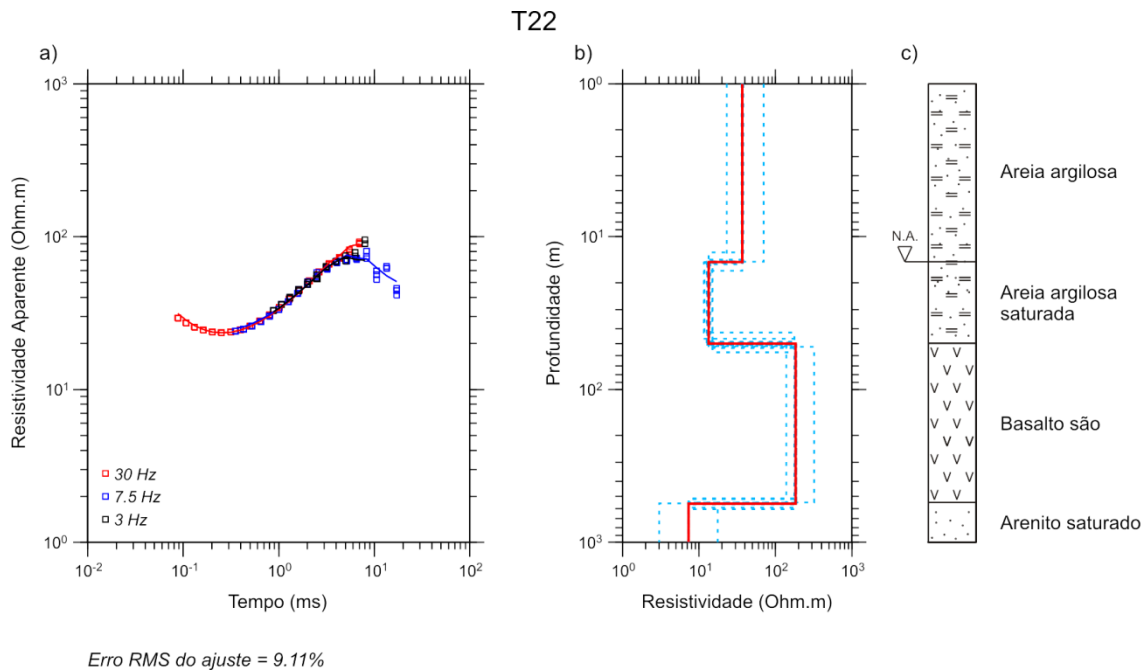 T22
a)
10³
10²
10¹
10⁰
Resistividade Aparente (Ohm.m)
30 Hz
7.5 Hz
3 Hz
10⁻² 10⁻¹ 10⁰ 10¹ 10²
Tempo (ms)
Erro RMS do ajuste = 9.11%
b)
10⁰
10¹
10²
10³
Profundidade (m)
10⁰ 10¹ 10² 10³
Resistividade (Ohm.m)
c)
Areia argilosa
N.A.
Areia argilosa
saturada
Basalto são
Arenito saturado